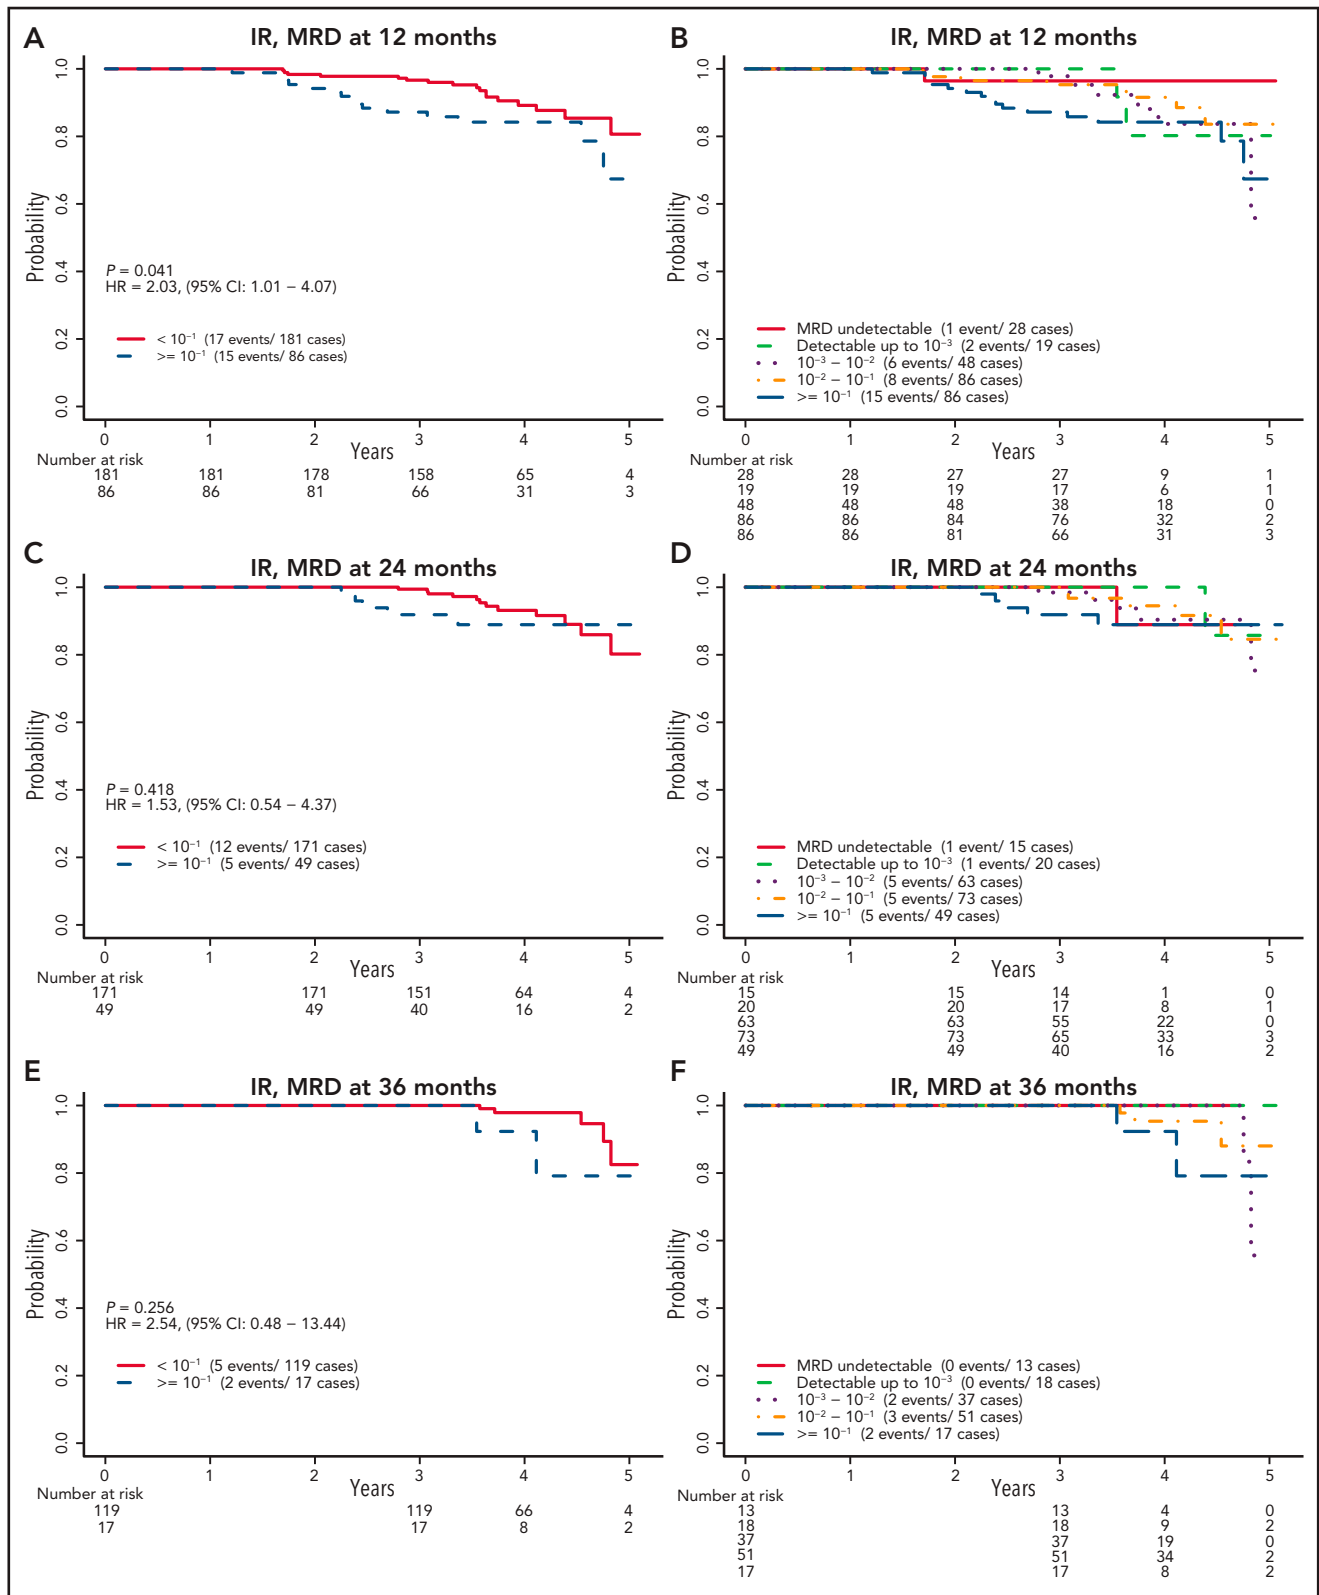 A
IR, MRD at 12 months
Probability
1.0
0.8
0.6
0.4
0.2
0.0
P = 0.041
HR = 2.03, (95% CI: 1.01 – 4.07)
< 10⁻¹ (17 events/ 181 cases)
>= 10⁻¹ (15 events/ 86 cases)
0 1 2 3 4 5
Years
Number at risk
181 181 178 158 65 4
86 86 81 66 31 3
B
IR, MRD at 12 months
Probability
1.0
0.8
0.6
0.4
0.2
0.0
MRD undetectable (1 event/ 28 cases)
Detectable up to 10⁻³ (2 events/ 19 cases)
10⁻³ – 10⁻² (6 events/ 48 cases)
10⁻² – 10⁻¹ (8 events/ 86 cases)
>= 10⁻¹ (15 events/ 86 cases)
0 1 2 3 4 5
Years
Number at risk
28 28 27 27 9 1
19 19 19 17 6 1
48 48 48 38 18 0
86 86 84 76 32 2
86 86 81 66 31 3
C
IR, MRD at 24 months
Probability
1.0
0.8
0.6
0.4
0.2
0.0
P = 0.418
HR = 1.53, (95% CI: 0.54 – 4.37)
< 10⁻¹ (12 events/ 171 cases)
>= 10⁻¹ (5 events/ 49 cases)
0 1 2 3 4 5
Years
Number at risk
171 171 151 64 4
49 49 40 16 2
D
IR, MRD at 24 months
Probability
1.0
0.8
0.6
0.4
0.2
0.0
MRD undetectable (1 event/ 15 cases)
Detectable up to 10⁻³ (1 events/ 20 cases)
10⁻³ – 10⁻² (5 events/ 63 cases)
10⁻² – 10⁻¹ (5 events/ 73 cases)
>= 10⁻¹ (5 events/ 49 cases)
0 1 2 3 4 5
Years
Number at risk
15 15 14 1 0
20 20 17 8 1
63 63 55 22 0
73 73 65 33 3
49 49 40 16 2
E
IR, MRD at 36 months
Probability
1.0
0.8
0.6
0.4
0.2
0.0
P = 0.256
HR = 2.54, (95% CI: 0.48 – 13.44)
< 10⁻¹ (5 events/ 119 cases)
>= 10⁻¹ (2 events/ 17 cases)
0 1 2 3 4 5
Years
Number at risk
119 119 66 4
17 17 8 2
F
IR, MRD at 36 months
Probability
1.0
0.8
0.6
0.4
0.2
0.0
MRD undetectable (0 events/ 13 cases)
Detectable up to 10⁻³ (0 events/ 18 cases)
10⁻³ – 10⁻² (2 events/ 37 cases)
10⁻² – 10⁻¹ (3 events/ 51 cases)
>= 10⁻¹ (2 events/ 17 cases)
0 1 2 3 4 5
Years
Number at risk
13 13 4 0
18 18 9 2
37 37 19 0
51 51 34 2
17 17 8 2